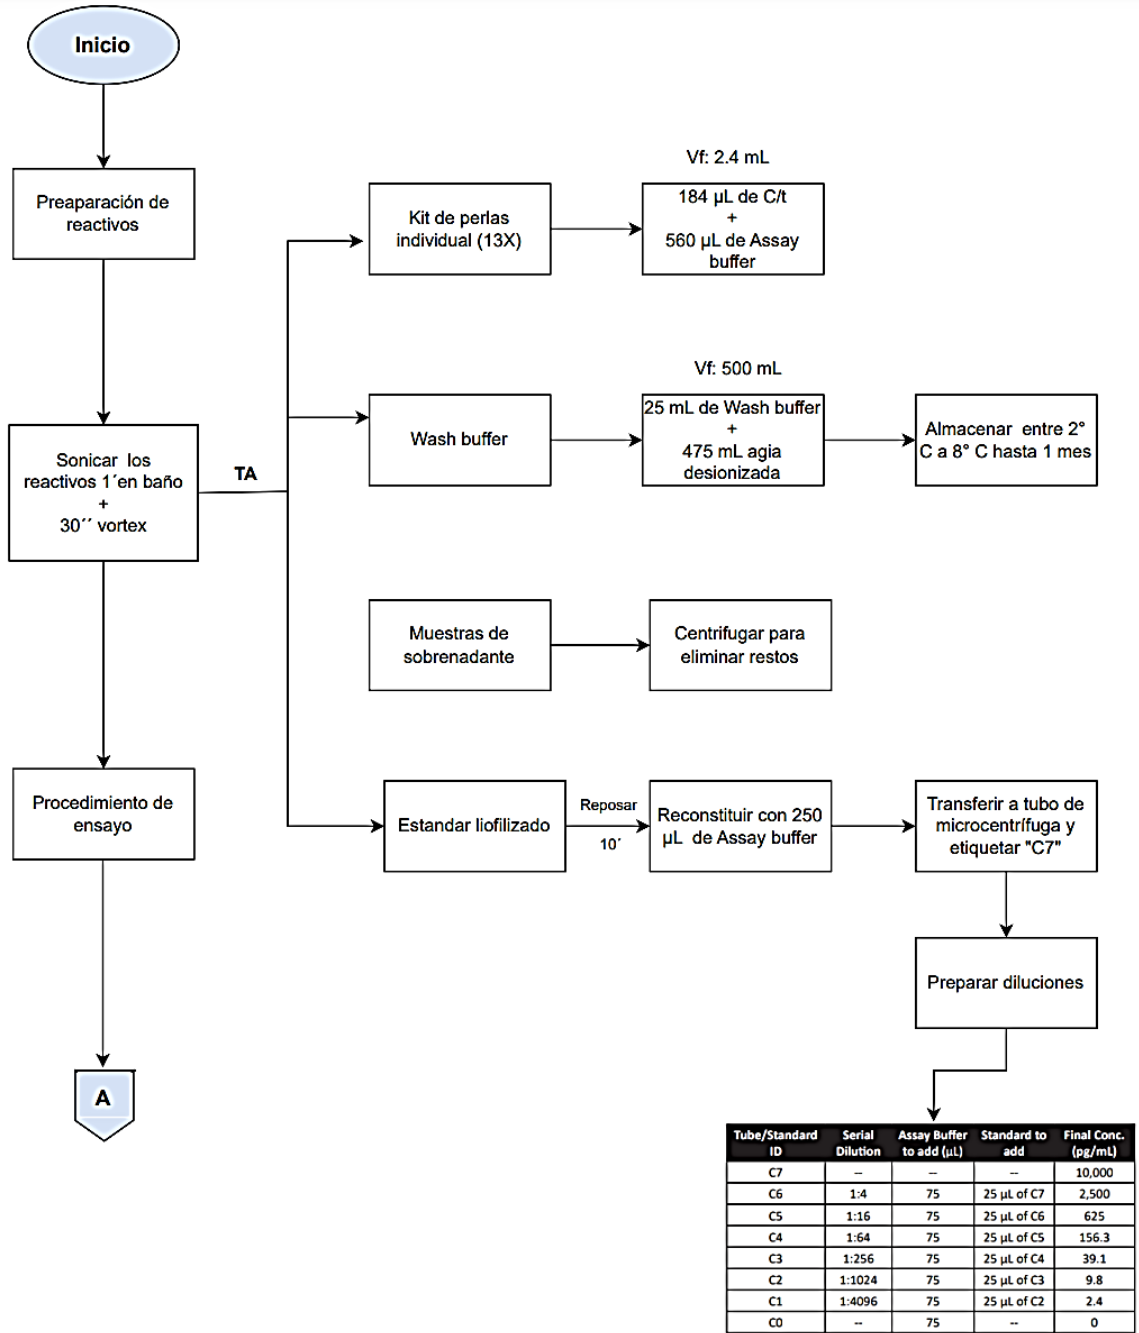 Inicio
Preaparación de
reactivos
Sonicar los
reactivos 1´en baño
+
30´´ vortex
TA
Procedimiento de
ensayo
A
Kit de perlas
individual (13X)
Vf: 2.4 mL
184 µL de C/t
+
560 µL de Assay
buffer
Wash buffer
Vf: 500 mL
25 mL de Wash buffer
+
475 mL agia
desionizada
Almacenar entre 2°
C a 8° C hasta 1 mes
Muestras de
sobrenadante
Centrifugar para
eliminar restos
Estandar liofilizado
Reposar
10´
Reconstituir con 250
µL de Assay buffer
Transferir a tubo de
microcentrífuga y
etiquetar "C7"
Preparar diluciones
Tube/Standard ID Serial Dilution Assay Buffer to add (µL) Standard to add Final Conc. (pg/mL)
C7 -- -- -- 10,000
C6 1:4 75 25 µL of C7 2,500
C5 1:16 75 25 µL of C6 625
C4 1:64 75 25 µL of C5 156.3
C3 1:256 75 25 µL of C4 39.1
C2 1:1024 75 25 µL of C3 9.8
C1 1:4096 75 25 µL of C2 2.4
C0 -- 75 -- 0